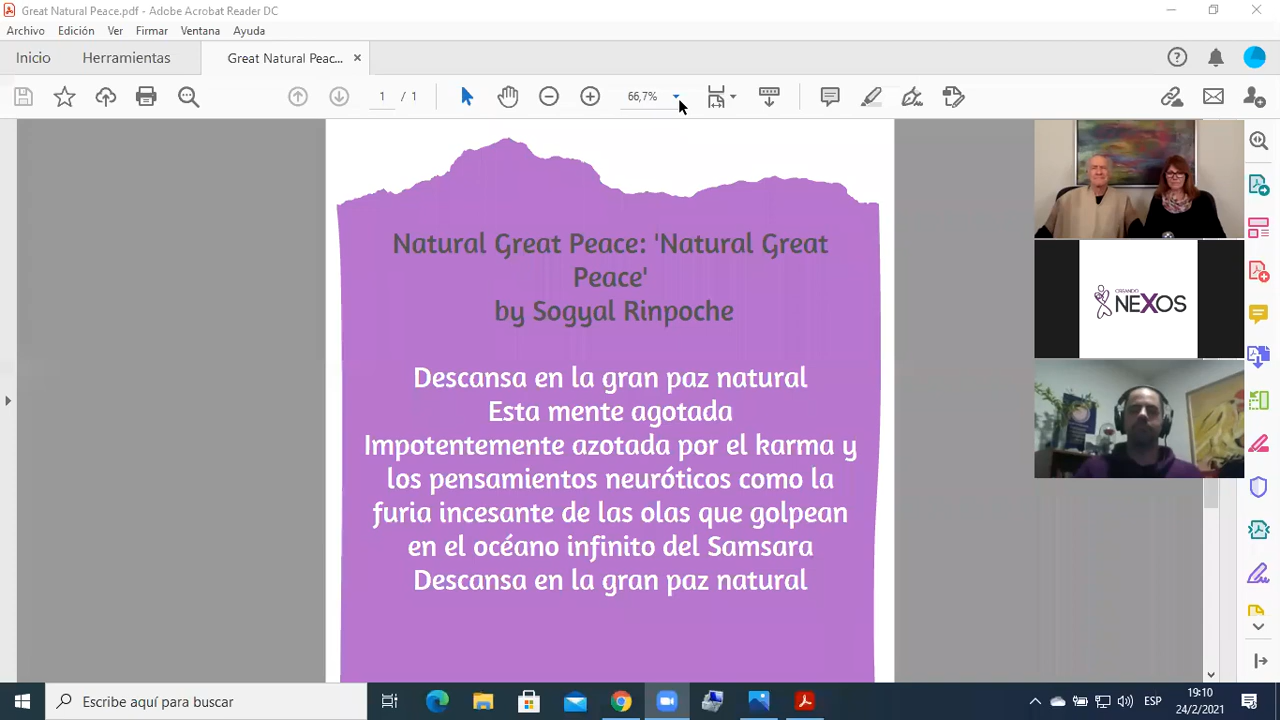 Great Natural Peace.pdf - Adobe Acrobat Reader DC
Archivo Edición Ver Firmar Ventana Ayuda
Inicio Herramientas Great Natural Peac... ×
1 / 1 66,7%
Natural Great Peace: 'Natural Great
Peace'
by Sogyal Rinpoche
Descansa en la gran paz natural
Esta mente agotada
Impotentemente azotada por el karma y
los pensamientos neuróticos como la
furia incesante de las olas que golpean
en el océano infinito del Samsara
Descansa en la gran paz natural
CREANDO
NEXOS
Escribe aquí para buscar
ESP
19:10
24/2/2021